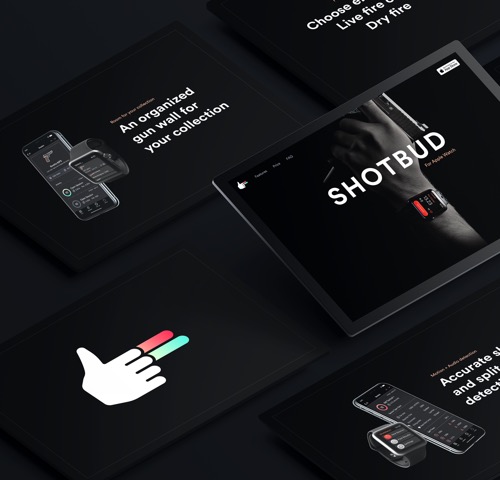 Choose e
Live fire o
Dry fire
Room for your collection
An organized
gun wall for
your collection
Features
Price
FAQ
SHOTBUD
For Apple Watch
Motion + Audio detection
Accurate sh
and split
detect